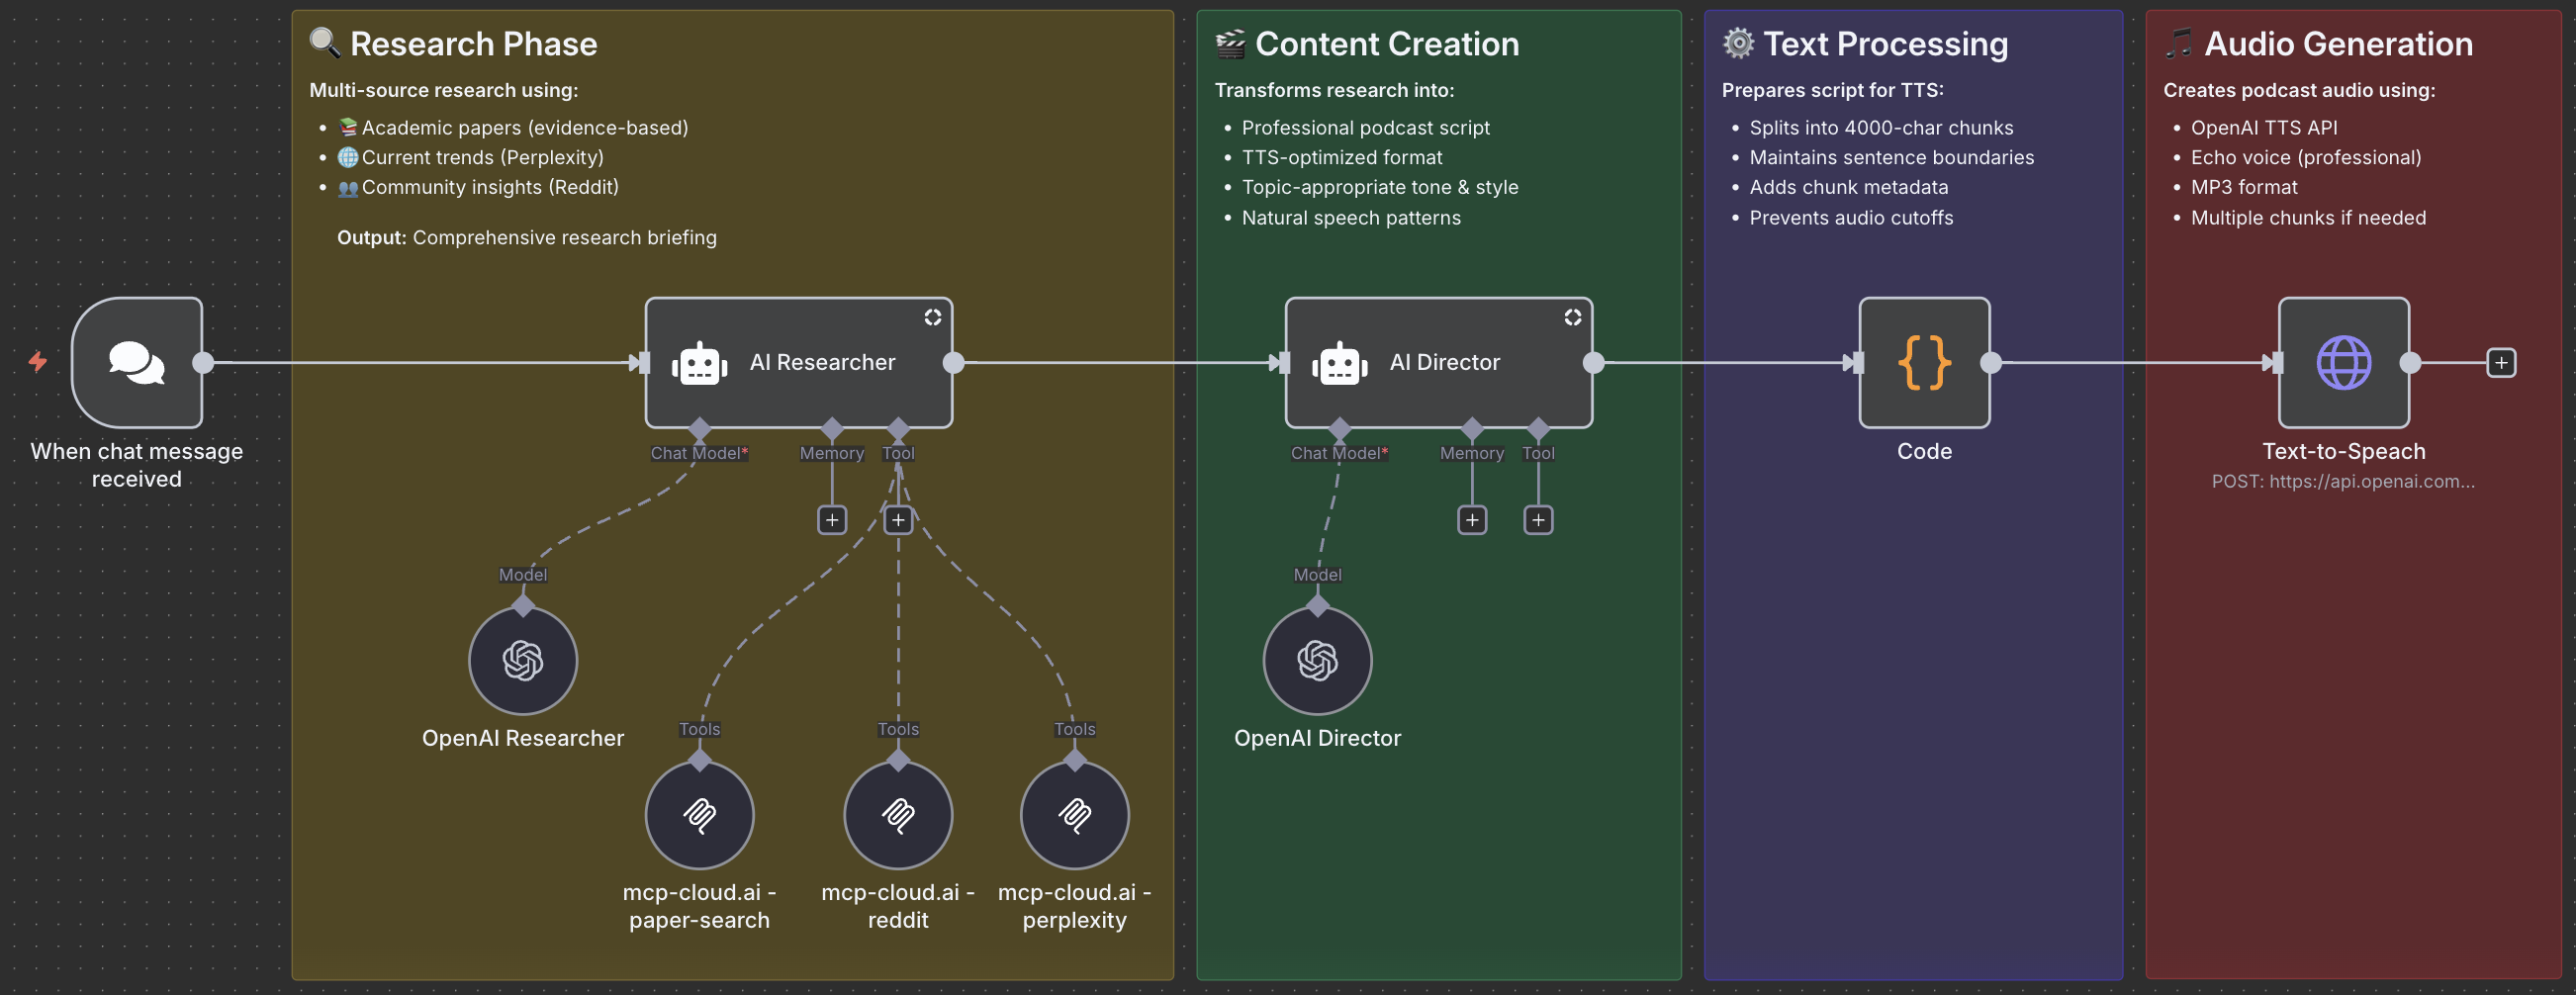 Research Phase
Multi-source research using:
Academic papers (evidence-based)
Current trends (Perplexity)
Community insights (Reddit)
Output: Comprehensive research briefing
Content Creation
Transforms research into:
Professional podcast script
TTS-optimized format
Topic-appropriate tone & style
Natural speech patterns
Text Processing
Prepares script for TTS:
Splits into 4000-char chunks
Maintains sentence boundaries
Adds chunk metadata
Prevents audio cutoffs
Audio Generation
Creates podcast audio using:
OpenAI TTS API
Echo voice (professional)
MP3 format
Multiple chunks if needed
When chat message
received
AI Researcher
Chat Model*
Memory
Tool
Model
OpenAI Researcher
Tools
mcp-cloud.ai -
paper-search
Tools
mcp-cloud.ai -
reddit
Tools
mcp-cloud.ai -
perplexity
AI Director
Chat Model*
Memory
Tool
Model
OpenAI Director
{}
Code
Text-to-Speach
POST: https://api.openai.com...